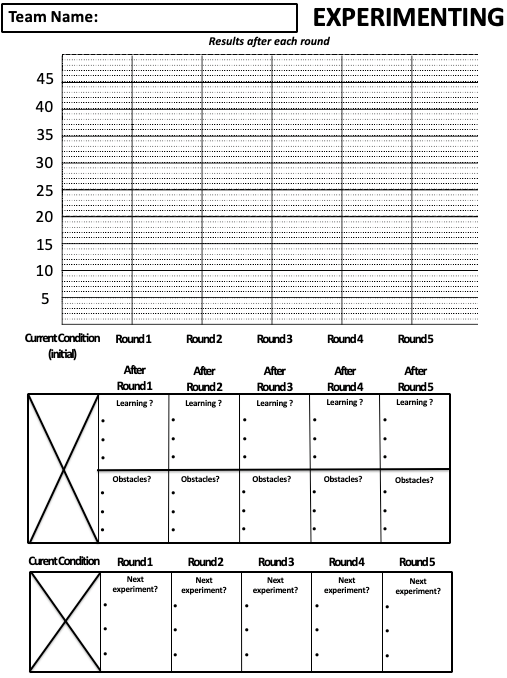 Team Name:
EXPERIMENTING
Results after each round
45
40
35
30
25
20
15
10
5
Current Condition (initial)
Round 1
Round 2
Round 3
Round 4
Round 5
After Round 1
After Round 2
After Round 3
After Round 4
After Round 5
Learning ?
Learning ?
Learning ?
Learning ?
Learning ?
Obstacles?
Obstacles?
Obstacles?
Obstacles?
Obstacles?
Curent Condition
Round 1
Round 2
Round 3
Round 4
Round 5
Next experiment?
Next experiment?
Next experiment?
Next experiment?
Next experiment?